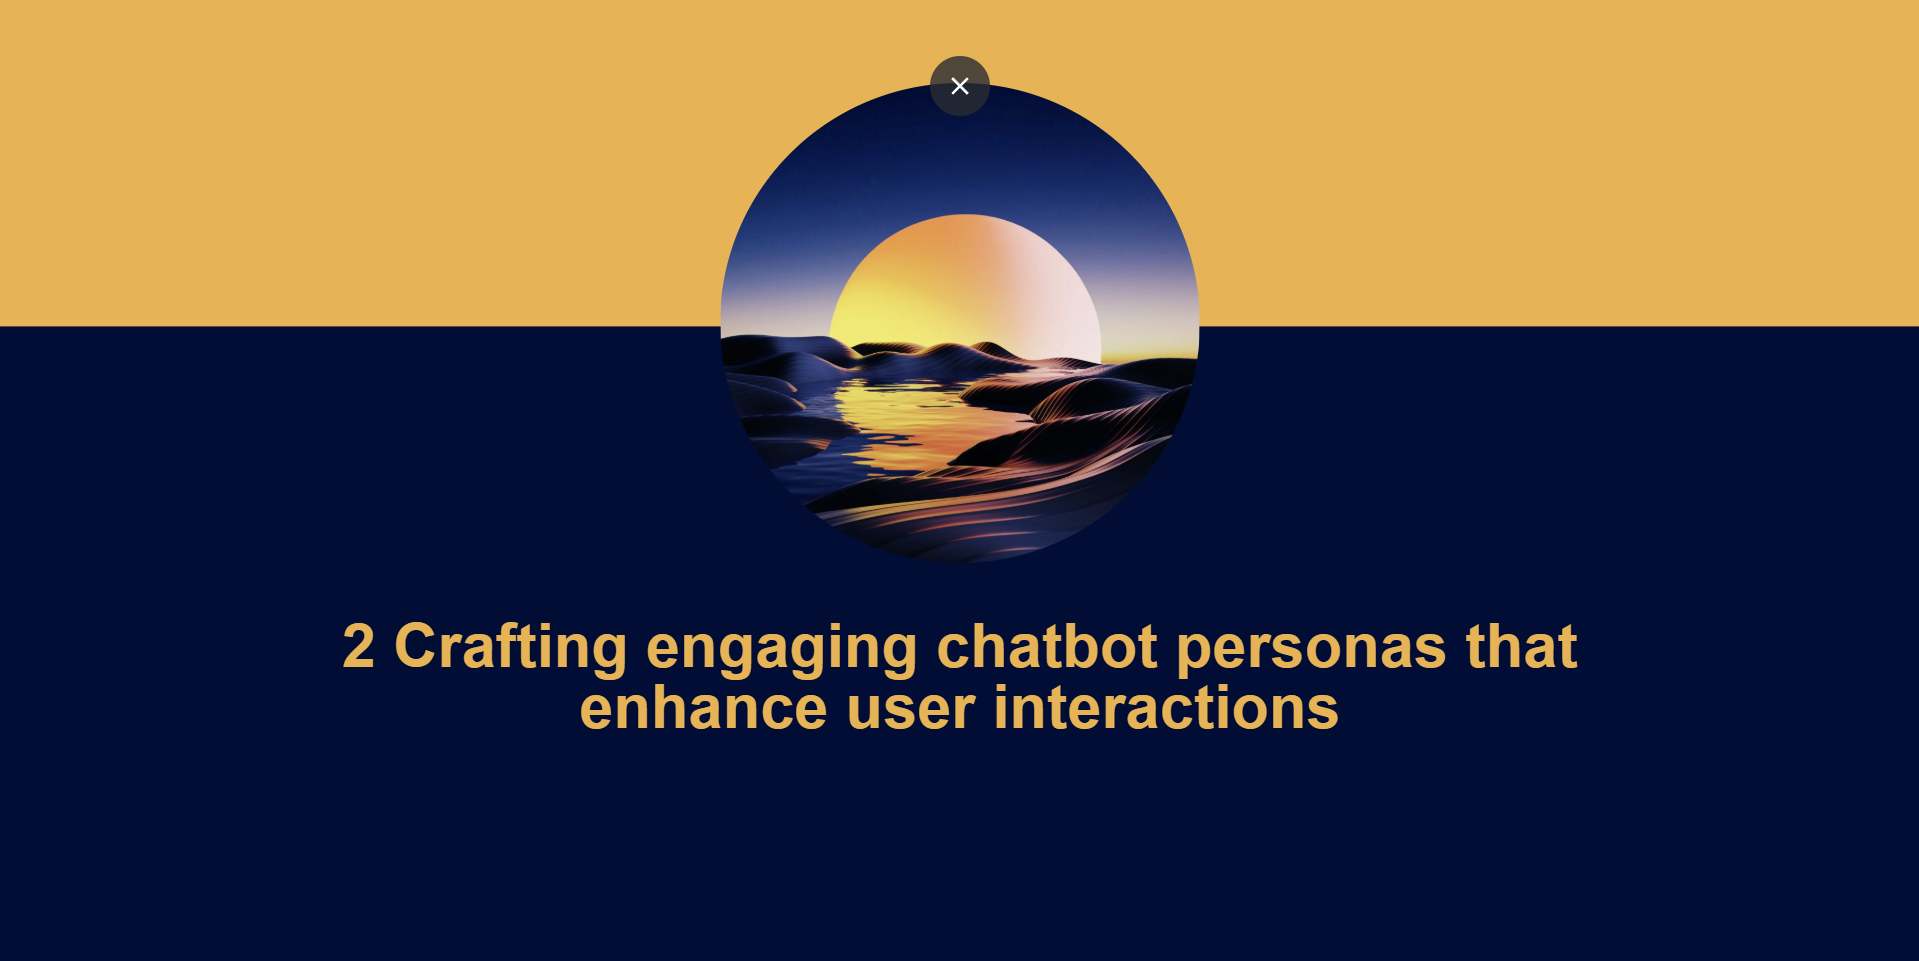 2 Crafting engaging chatbot personas that
enhance user interactions